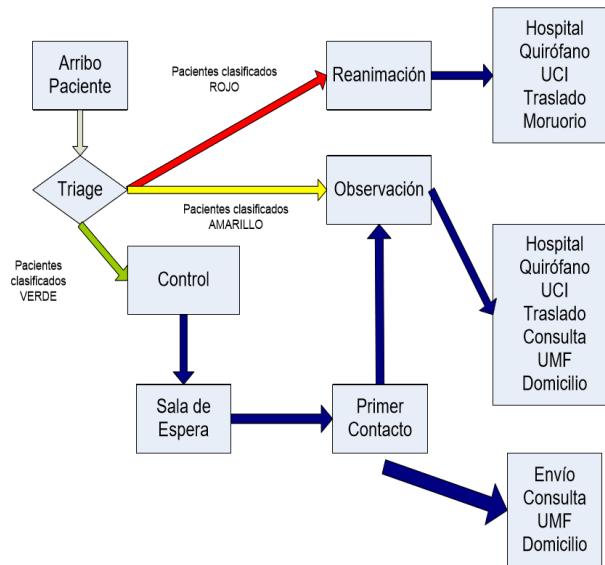 Arribo
Paciente
Pacientes clasificados
ROJO
Reanimación
Hospital
Quirófano
UCI
Traslado
Moruorio
Triage
Pacientes clasificados
AMARILLO
Observación
Pacientes
clasificados
VERDE
Control
Hospital
Quirófano
UCI
Traslado
Consulta
UMF
Domicilio
Sala de
Espera
Primer
Contacto
Envío
Consulta
UMF
Domicilio